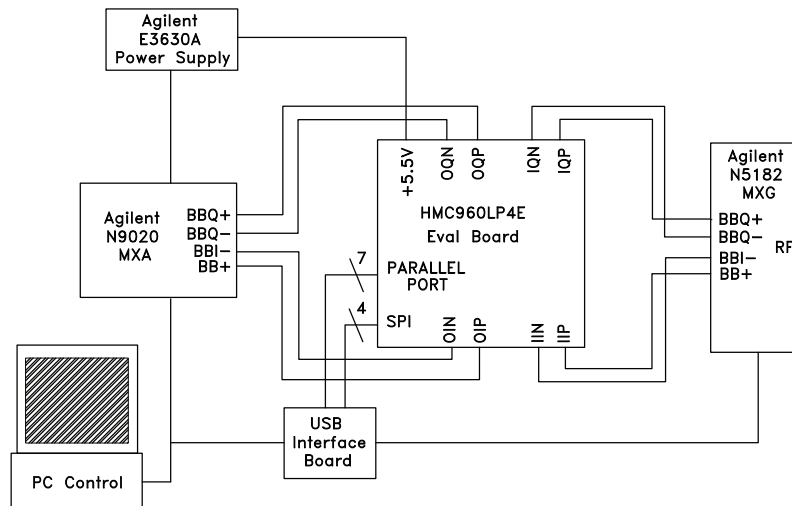 Agilent
E3630A
Power Supply
+5.5V
OQN
OQP
IQN
IQP
Agilent
N5182
MXG
BBQ+
BBQ-
BBI-
BB+
RF
Agilent
N9020
MXA
BBQ+
BBQ-
BBI-
BB+
HMC960LP4E
Eval Board
7
PARALLEL
PORT
4
SPI
OIN
OIP
IIN
IIP
USB
Interface
Board
PC Control